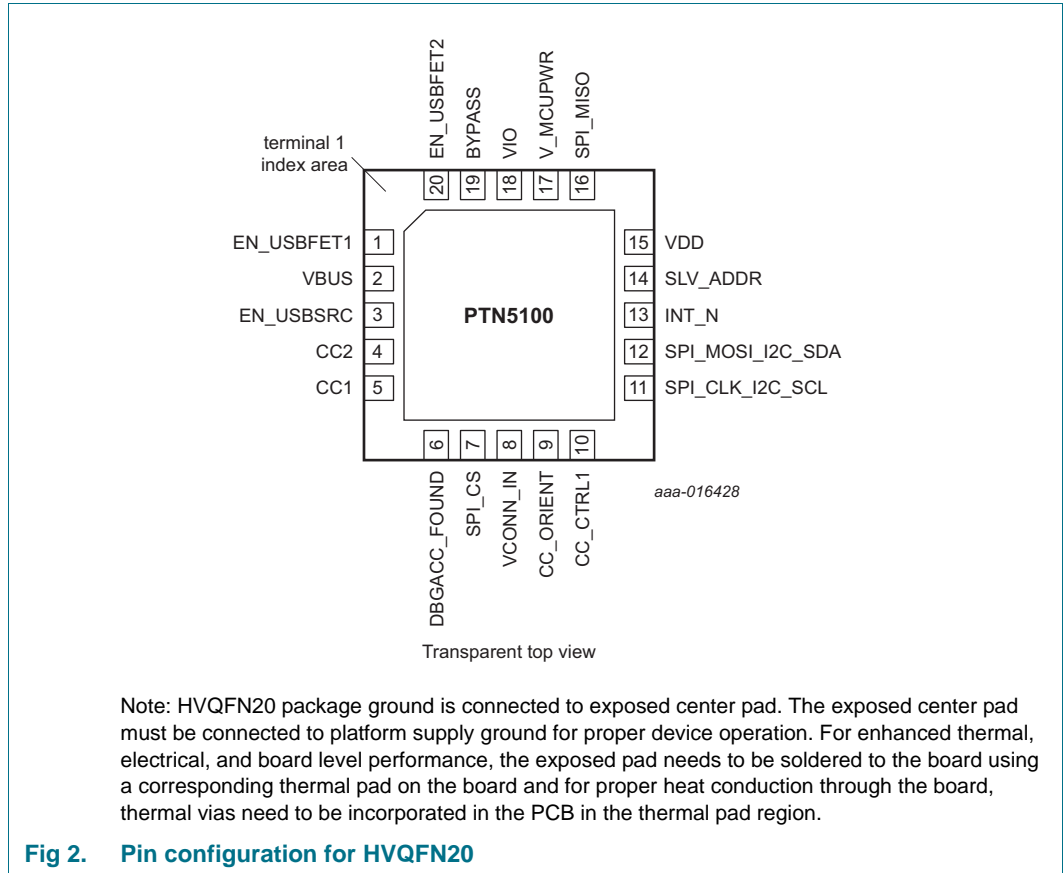 EN_USBFET2
BYPASS
VIO
V_MCUPWR
SPI_MISO
terminal 1
index area
20
19
18
17
16
EN_USBFET1 1
VBUS 2
EN_USBSRC 3
CC2 4
CC1 5
PTN5100
15 VDD
14 SLV_ADDR
13 INT_N
12 SPI_MOSI_I2C_SDA
11 SPI_CLK_I2C_SCL
6
7
8
9
10
DBGACC_FOUND
SPI_CS
VCONN_IN
CC_ORIENT
CC_CTRL1
aaa-016428
Transparent top view
Note: HVQFN20 package ground is connected to exposed center pad. The exposed center pad
must be connected to platform supply ground for proper device operation. For enhanced thermal,
electrical, and board level performance, the exposed pad needs to be soldered to the board using
a corresponding thermal pad on the board and for proper heat conduction through the board,
thermal vias need to be incorporated in the PCB in the thermal pad region.
Fig 2. Pin configuration for HVQFN20